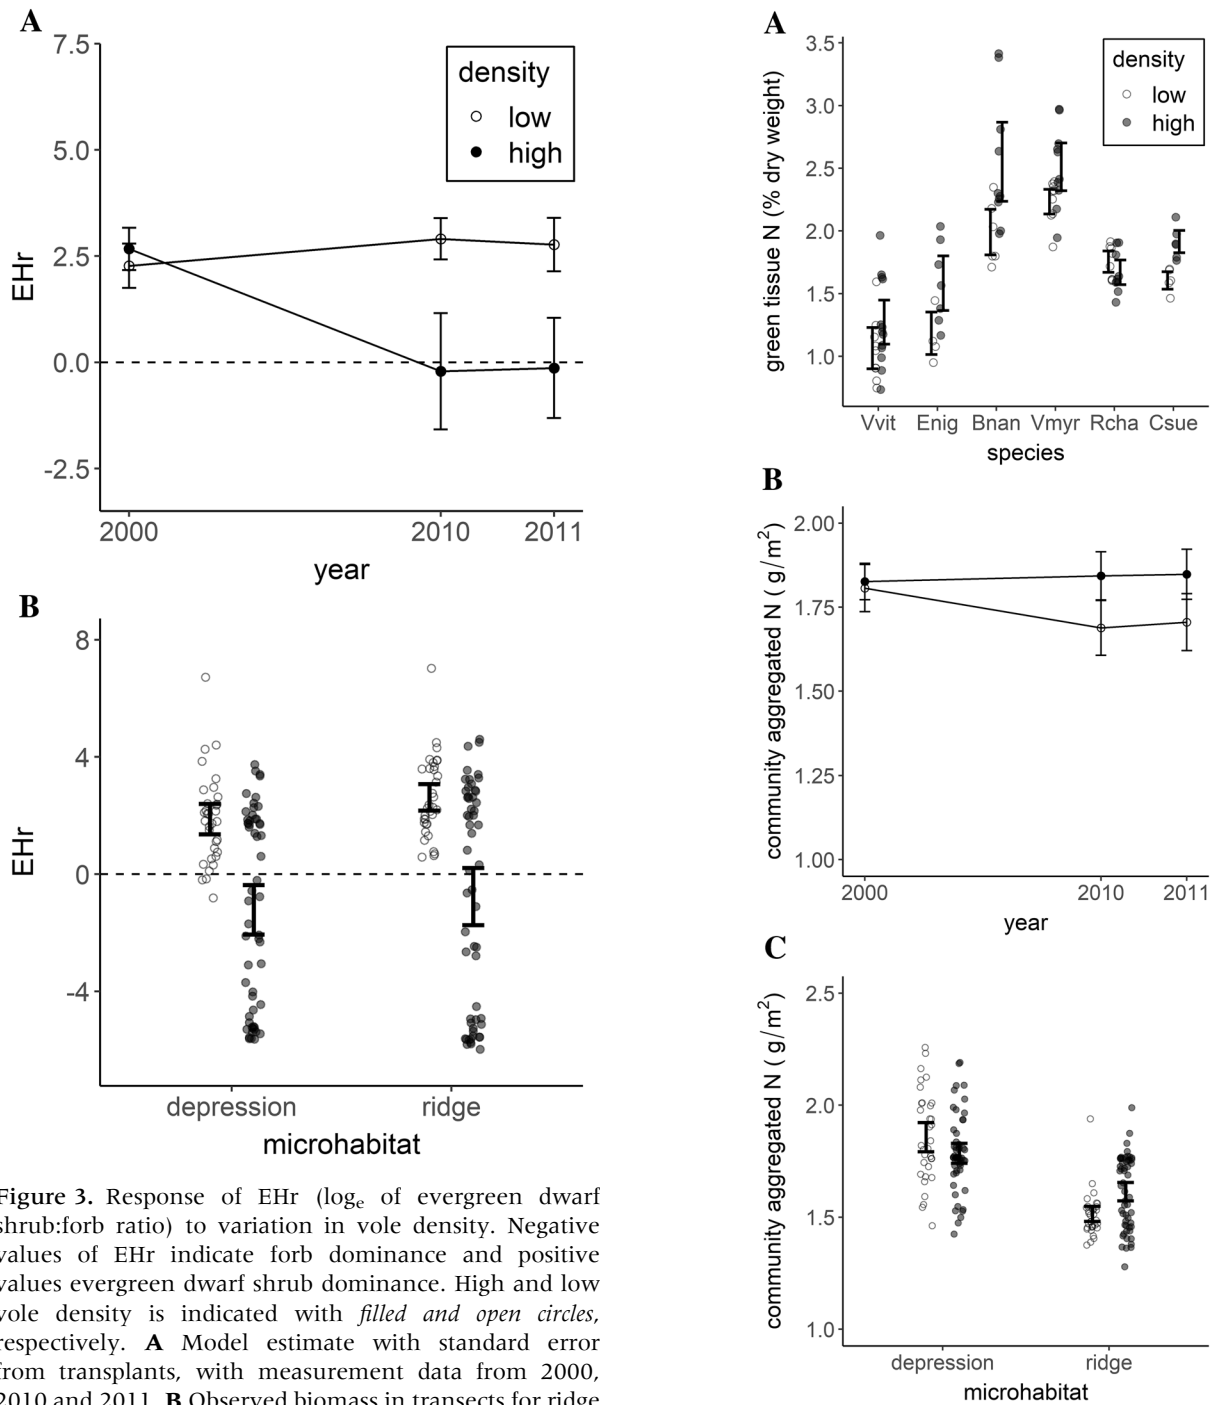 A
7.5
5.0
2.5
0.0
-2.5
EHr
density
low
high
2000
2010
2011
year
B
8
4
0
-4
EHr
depression
ridge
microhabitat
Figure 3. Response of EHr (loge of evergreen dwarf
shrub:forb ratio) to variation in vole density. Negative
values of EHr indicate forb dominance and positive
values evergreen dwarf shrub dominance. High and low
vole density is indicated with filled and open circles,
respectively. A Model estimate with standard error
from transplants, with measurement data from 2000,
2010 and 2011. B Observed biomass in transects for ridge
A
3.5
3.0
2.5
2.0
1.5
1.0
green tissue N (% dry weight)
density
low
high
Vvit Enig Bnan Vmyr Rcha Csue
species
B
2.00
1.75
1.50
1.25
1.00
community aggregated N ( g/m2)
2000
2010
2011
year
C
2.5
2.0
1.5
1.0
community aggregated N ( g/m2)
depression
ridge
microhabitat